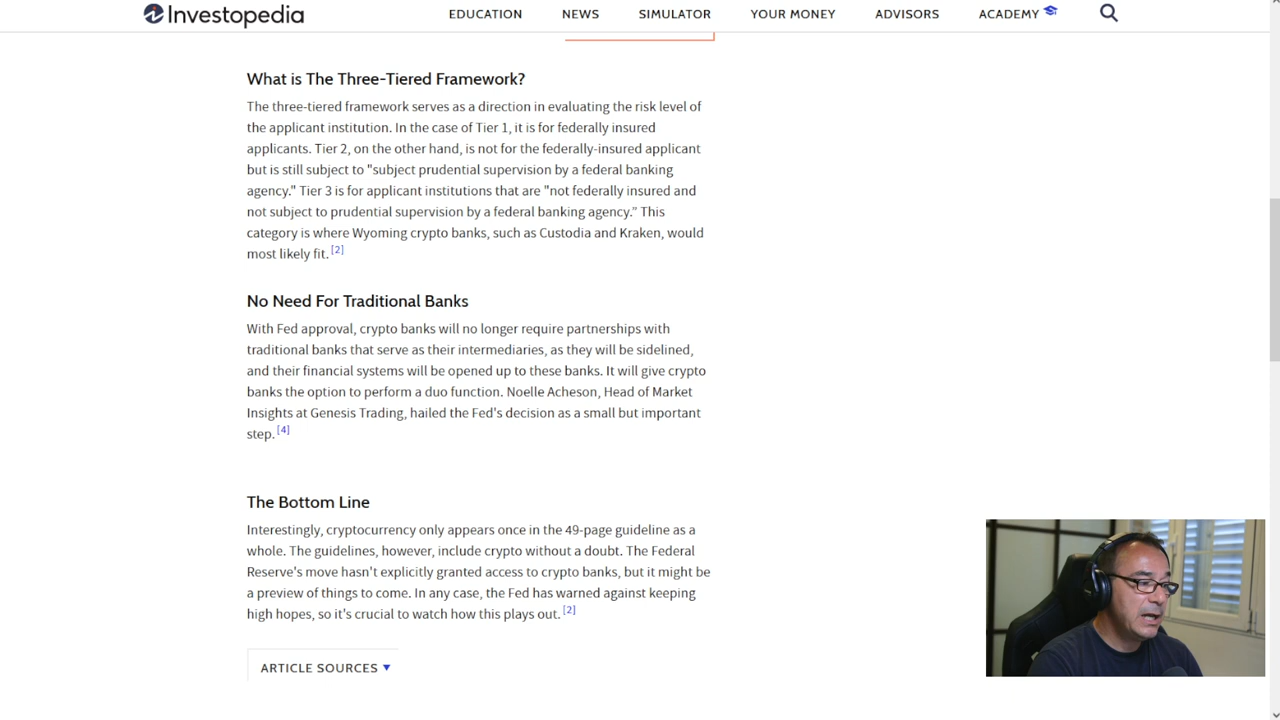 Investopedia
EDUCATION NEWS SIMULATOR YOUR MONEY ADVISORS ACADEMY
What is The Three-Tiered Framework?
The three-tiered framework serves as a direction in evaluating the risk level of
the applicant institution. In the case of Tier 1, it is for federally insured
applicants. Tier 2, on the other hand, is not for the federally-insured applicant
but is still subject to "subject prudential supervision by a federal banking
agency." Tier 3 is for applicant institutions that are "not federally insured and
not subject to prudential supervision by a federal banking agency.” This
category is where Wyoming crypto banks, such as Custodia and Kraken, would
most likely fit. [2]
No Need For Traditional Banks
With Fed approval, crypto banks will no longer require partnerships with
traditional banks that serve as their intermediaries, as they will be sidelined,
and their financial systems will be opened up to these banks. It will give crypto
banks the option to perform a duo function. Noelle Acheson, Head of Market
Insights at Genesis Trading, hailed the Fed's decision as a small but important
step. [4]
The Bottom Line
Interestingly, cryptocurrency only appears once in the 49-page guideline as a
whole. The guidelines, however, include crypto without a doubt. The Federal
Reserve's move hasn't explicitly granted access to crypto banks, but it might be
a preview of things to come. In any case, the Fed has warned against keeping
high hopes, so it's crucial to watch how this plays out. [2]
ARTICLE SOURCES